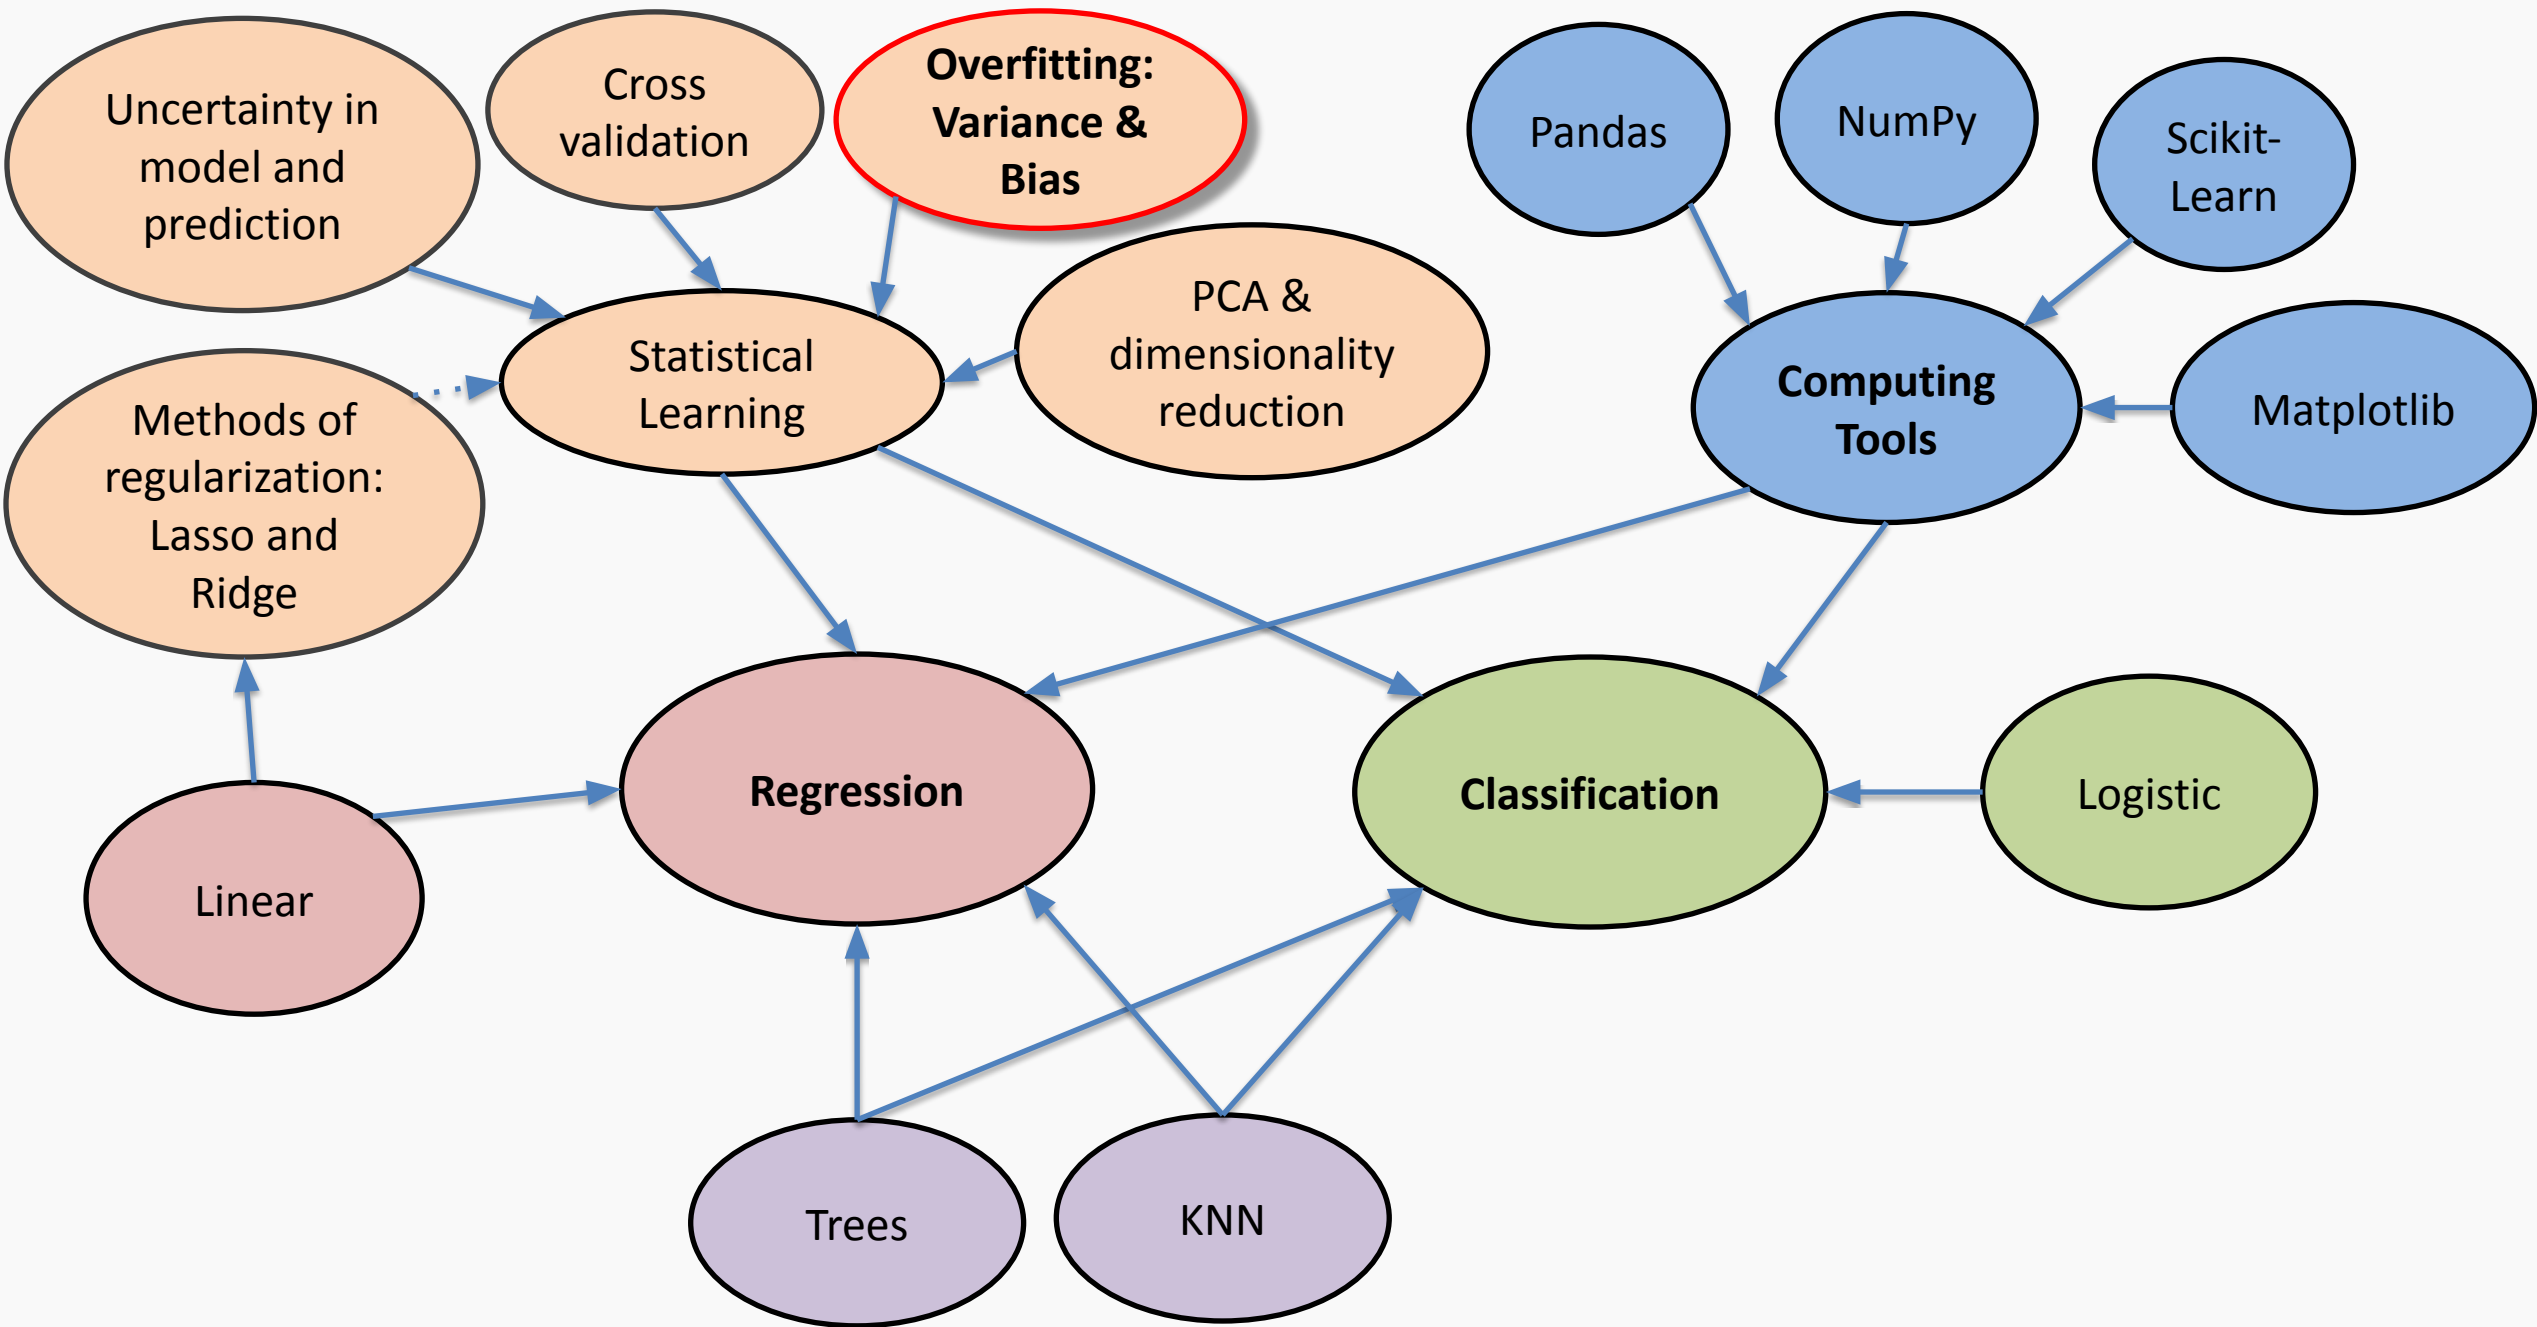 Uncertainty in
model and
prediction
Cross
validation
Overfitting:
Variance &
Bias
Pandas
NumPy
Scikit-
Learn
Statistical
Learning
PCA &
dimensionality
reduction
Computing
Tools
Matplotlib
Methods of
regularization:
Lasso and
Ridge
Regression
Classification
Logistic
Linear
Trees
KNN